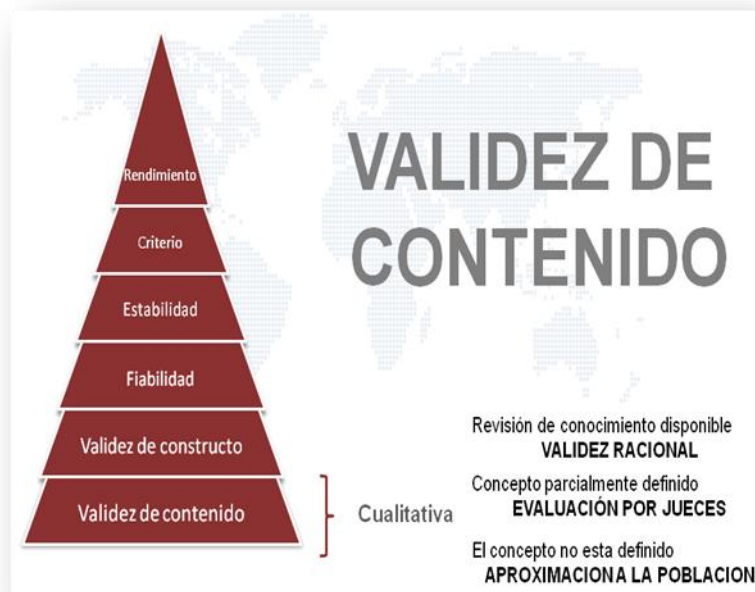 VALIDEZ DE
CONTENIDO
Rendimiento
Criterio
Estabilidad
Fiabilidad
Validez de constructo
Validez de contenido
Cualitativa
Revisión de conocimiento disponible
VALIDEZ RACIONAL
Concepto parcialmente definido
EVALUACIÓN POR JUECES
El concepto no esta definido
APROXIMACION A LA POBLACION